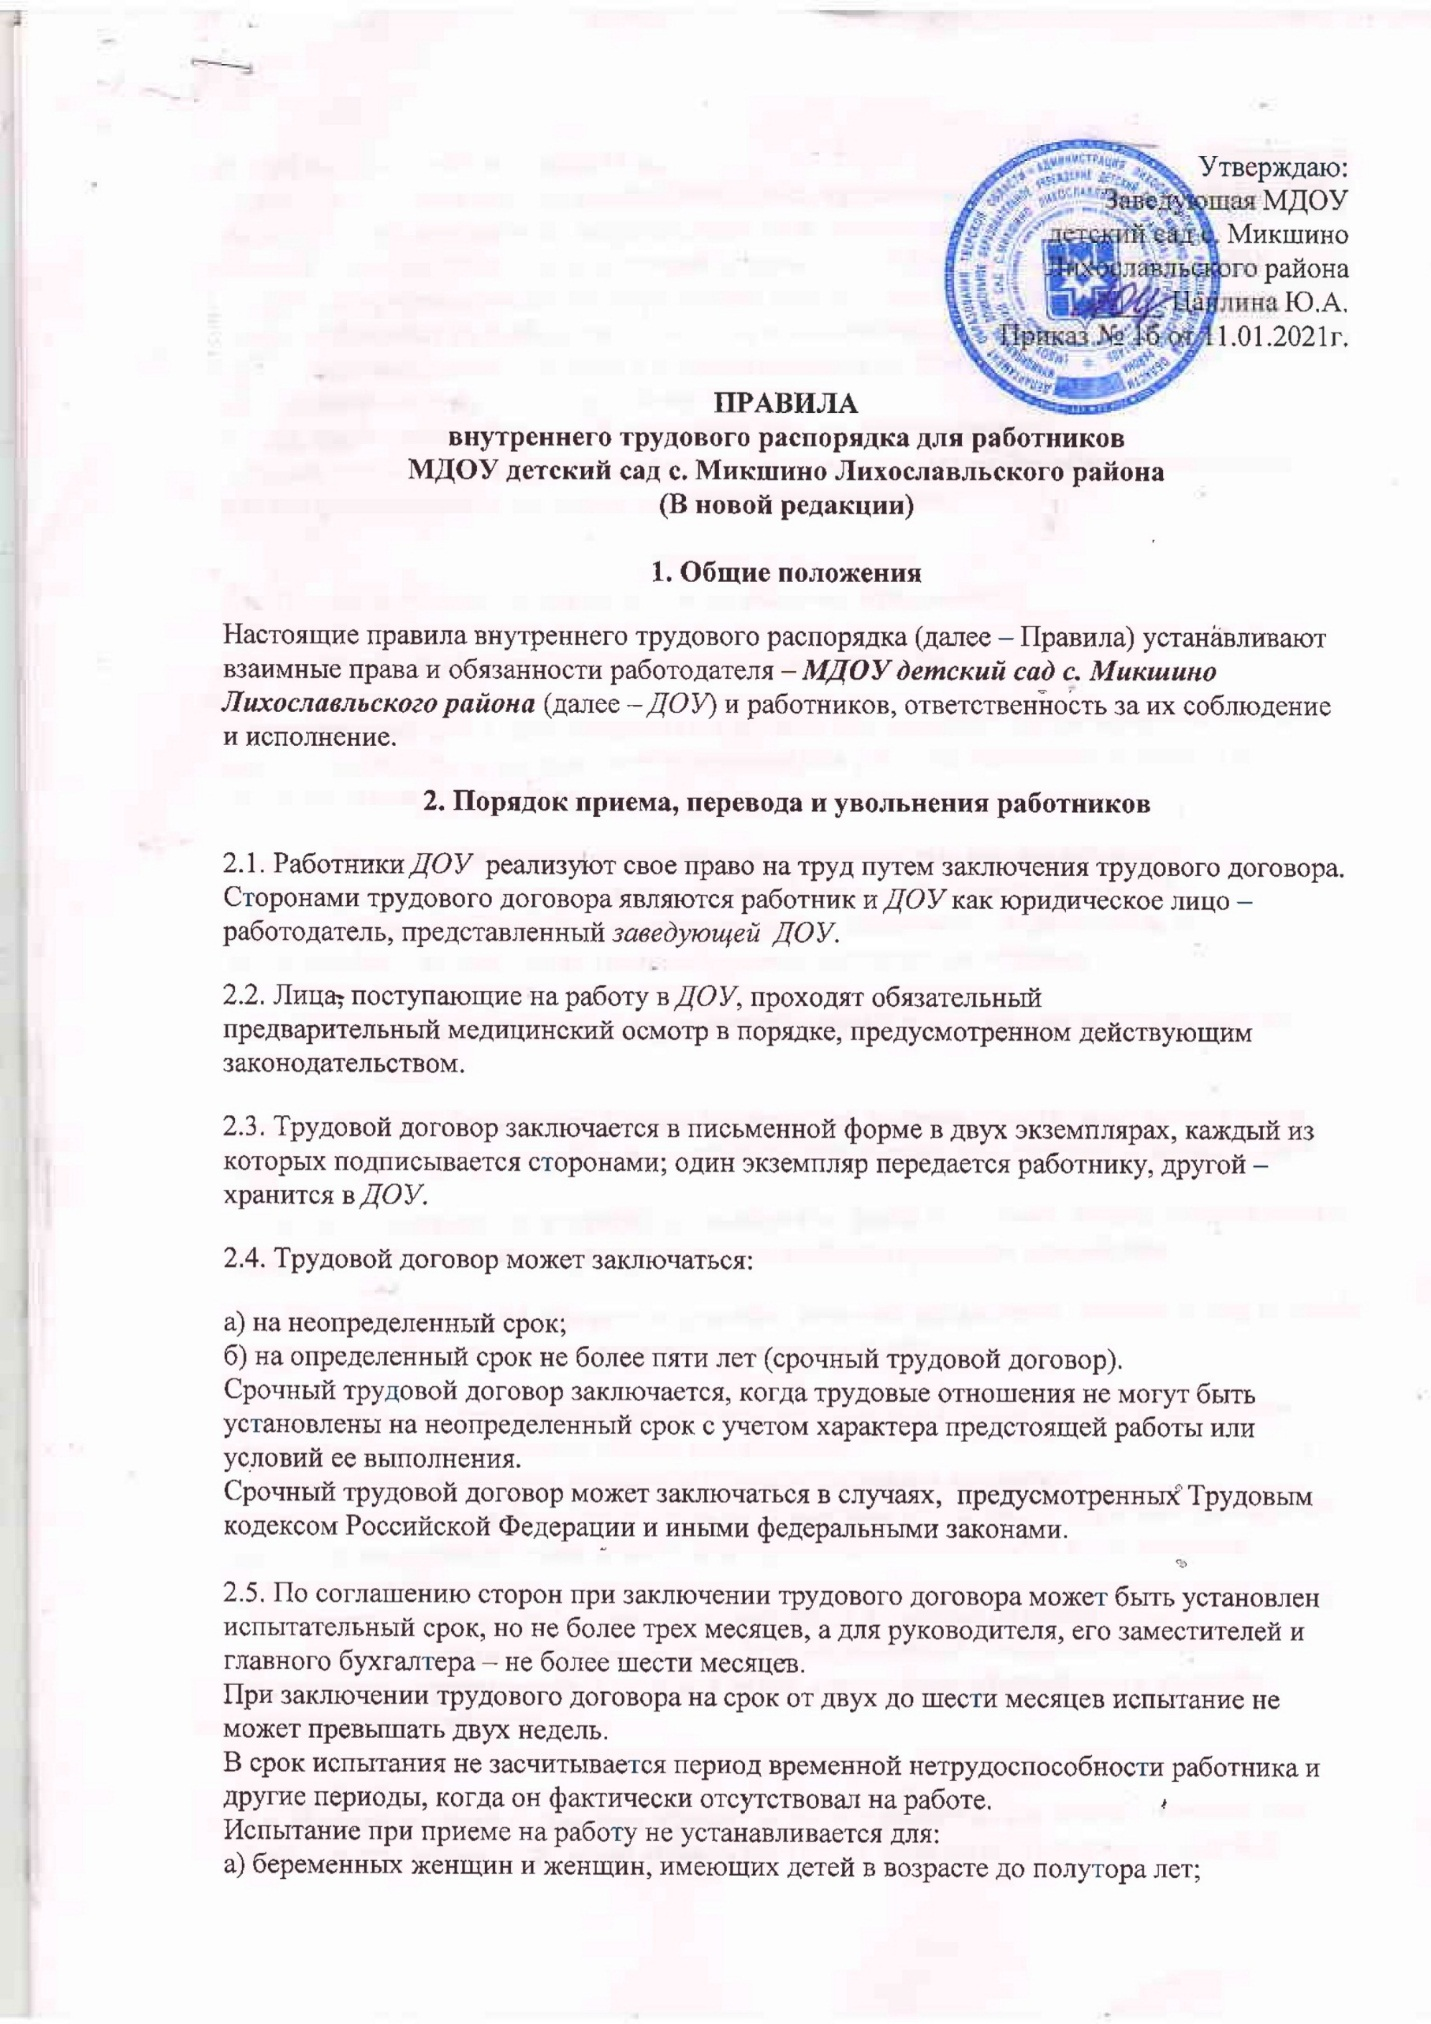 Утверждаю:
Заведующая МДОУ
детский сад с. Микшино
Лихославльского района
Цаплина Ю.А.
Приказ № 1б от 11.01.2021г.
ПРАВИЛА
внутреннего трудового распорядка для работников
МДОУ детский сад с. Микшино Лихославльского района
(В новой редакции)
1. Общие положения
Настоящие правила внутреннего трудового распорядка (далее – Правила) устанавливают
взаимные права и обязанности работодателя – МДОУ детский сад с. Микшино
Лихославльского района (далее – ДОУ) и работников, ответственность за их соблюдение
и исполнение.
2. Порядок приема, перевода и увольнения работников
2.1. Работники ДОУ реализуют свое право на труд путем заключения трудового договора.
Сторонами трудового договора являются работник и ДОУ как юридическое лицо –
работодатель, представленный заведующей ДОУ.
2.2. Лица, поступающие на работу в ДОУ, проходят обязательный
предварительный медицинский осмотр в порядке, предусмотренном действующим
законодательством.
2.3. Трудовой договор заключается в письменной форме в двух экземплярах, каждый из
которых подписывается сторонами; один экземпляр передается работнику, другой –
хранится в ДОУ.
2.4. Трудовой договор может заключаться:
а) на неопределенный срок;
б) на определенный срок не более пяти лет (срочный трудовой договор).
Срочный трудовой договор заключается, когда трудовые отношения не могут быть
установлены на неопределенный срок с учетом характера предстоящей работы или
условий ее выполнения.
Срочный трудовой договор может заключаться в случаях, предусмотренных Трудовым
кодексом Российской Федерации и иными федеральными законами.
2.5. По соглашению сторон при заключении трудового договора может быть установлен
испытательный срок, но не более трех месяцев, а для руководителя, его заместителей и
главного бухгалтера – не более шести месяцев.
При заключении трудового договора на срок от двух до шести месяцев испытание не
может превышать двух недель.
В срок испытания не засчитывается период временной нетрудоспособности работника и
другие периоды, когда он фактически отсутствовал на работе.
Испытание при приеме на работу не устанавливается для:
а) беременных женщин и женщин, имеющих детей в возрасте до полутора лет;